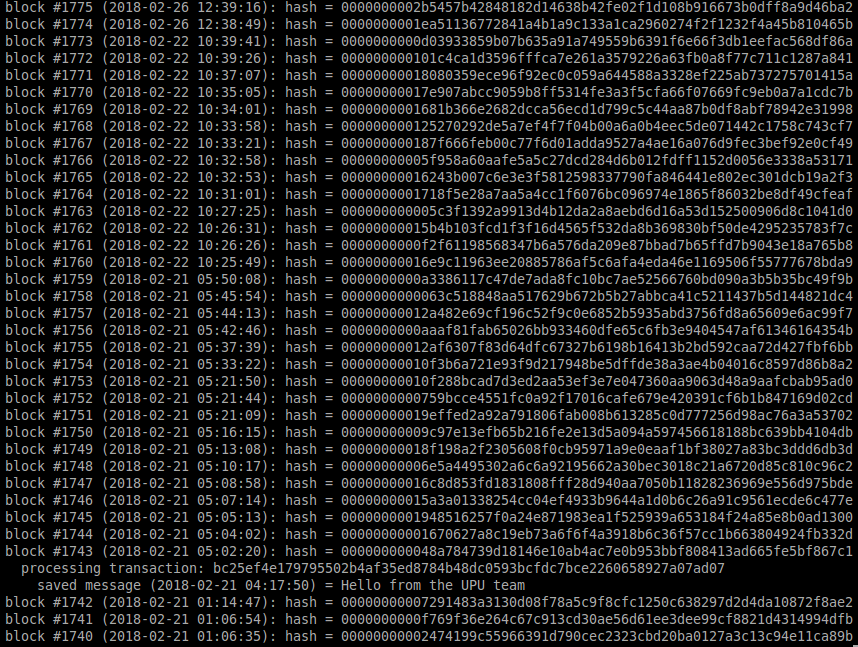 block #1775 (2018-02-26 12:39:16): hash = 0000000002b5457b42848182d14638b42fe02f1d108b916673b0dff8a9d46ba2
block #1774 (2018-02-26 12:38:49): hash = 00000000001ea51136772841a4b1a9c133a1ca2960274f2f1232f4a45b810465b
block #1773 (2018-02-22 10:39:41): hash = 0000000000d03933859b07b635a91a749559b6391f6e66f3db1eefac568df86a
block #1772 (2018-02-22 10:39:26): hash = 00000000000101c4ca1d3596fffca7e261a3579226a63fb0a8f77c711c1287a841
block #1771 (2018-02-22 10:37:07): hash = 00000000018080359ece96f92ec0c059a644588a3328ef225ab737275701415a
block #1770 (2018-02-22 10:35:05): hash = 00000000017e907abcc9059b8ff5314fe3a3f5cfa66f07669fc9eb0a7a1cdc7b
block #1769 (2018-02-22 10:34:01): hash = 00000000001681b366e2682dcca56ecd1d799c5c44aa87b0df8abf78942e31998
block #1768 (2018-02-22 10:33:58): hash = 000000000125270292de5a7ef4f7f04b00a6a0b4eec5de071442c1758c743cf7
block #1767 (2018-02-22 10:33:21): hash = 0000000000187f666feb00c77f6d01adda9527a4ae16a076d9fec3bef92e0cf49
block #1766 (2018-02-22 10:32:58): hash = 000000000005f958a60aafe5a5c27dcd284d6b012fdff1152d0056e3338a53171
block #1765 (2018-02-22 10:32:53): hash = 000000000016243b007c6e3e3f5812598337790fa846441e802ec301dcb19a2f3
block #1764 (2018-02-22 10:31:01): hash = 00000000001718f5e28a7aa5a4cc1f6076bc096974e1865f86032be8df49cfeaf
block #1763 (2018-02-22 10:27:25): hash = 000000000005c3f1392a9913d4b12da2a8aebd6d16a53d152500906d8c1041d0
block #1762 (2018-02-22 10:26:31): hash = 000000000015b4b103fcd1f3f16d4565f532da8b369830bf50de4295235783f7c
block #1761 (2018-02-22 10:26:26): hash = 0000000000f2f61198568347b6a576da209e87bbad7b65ffd7b9043e18a765b8
block #1760 (2018-02-22 10:25:49): hash = 000000000016e9c11963ee20885786af5c6afa4eda46e1169506f55777678bda9
block #1759 (2018-02-21 05:50:08): hash = 0000000000a3386117c47de7ada8fc10bc7ae52566760bd090a3b5b35bc49f9b
block #1758 (2018-02-21 05:45:54): hash = 000000000063c518848aa517629b672b5b27abbca41c5211437b5d144821dc4
block #1757 (2018-02-21 05:44:13): hash = 000000000012a482e69cf196c52f9c0e6852b5935abd3756fd8a65609e6ac99f7
block #1756 (2018-02-21 05:42:46): hash = 0000000000aaaf81fab65026bb933460dfe65c6fb3e9404547af61346164354b
block #1755 (2018-02-21 05:37:39): hash = 000000000012af6307f83d64dfc67327b6198b16413b2bd592caa72d427fbf6bb
block #1754 (2018-02-21 05:33:22): hash = 000000000010f3b6a721e93f9d217948be5dffde38a3ae4b04016c8597d86b8a2
block #1753 (2018-02-21 05:21:50): hash = 000000000010f288bcad7d3ed2aa53ef3e7e047360aa9063d48a9aafcbab95ad0
block #1752 (2018-02-21 05:21:44): hash = 0000000000759bcce4551fc0a92f17016cafe679e420391cf6b1b847169d02cd
block #1751 (2018-02-21 05:21:09): hash = 000000000019effed2a92a791806fab008b613285c0d777256d98ac76a3a53702
block #1750 (2018-02-21 05:16:15): hash = 00000000009c97e13efb65b216fe2e13d5a094a597456618188bc639bb4104db
block #1749 (2018-02-21 05:13:08): hash = 000000000018f198a2f2305608f0cb95971a9e0eaaf1bf38027a83bc3ddd6db3d
block #1748 (2018-02-21 05:10:17): hash = 00000000006e5a4495302a6c6a92195662a30bec3018c21a6720d85c810c96c2
block #1747 (2018-02-21 05:08:58): hash = 000000000016c8d853fd1831808fff28d940aa7050b11828236969e556d975bde
block #1746 (2018-02-21 05:07:14): hash = 000000000015a3a01338254cc04ef4933b9644a1d0b6c26a91c9561ecde6c477e
block #1745 (2018-02-21 05:05:13): hash = 00000000001948516257f0a24e871983ea1f525939a653184f24a85e8b0ad1300
block #1744 (2018-02-21 05:04:02): hash = 00000000001670627a8c19eb73a6f6f4a3918b6c36f57cc1b663804924fb332d
block #1743 (2018-02-21 05:02:20): hash = 000000000048a784739d18146e10ab4ac7e0b953bbf808413ad665fe5bf867c1
processing transaction: bc25ef4e179795502b4af35ed8784b48dc0593bcfdc7bce2260658927a07ad07
saved message (2018-02-21 04:17:50) = Hello from the UPU team
block #1742 (2018-02-21 01:14:47): hash = 00000000007291483a3130d08f78a5c9f8cfc1250c638297d2d4da10872f8ae2
block #1741 (2018-02-21 01:06:54): hash = 0000000000f769f36e264c67c913cd30ae56d61ee3dee99cf8821d4314994dfb
block #1740 (2018-02-21 01:06:35): hash = 00000000002474199c55966391d790cec2323cbd20ba0127a3c13c94e11ca89b